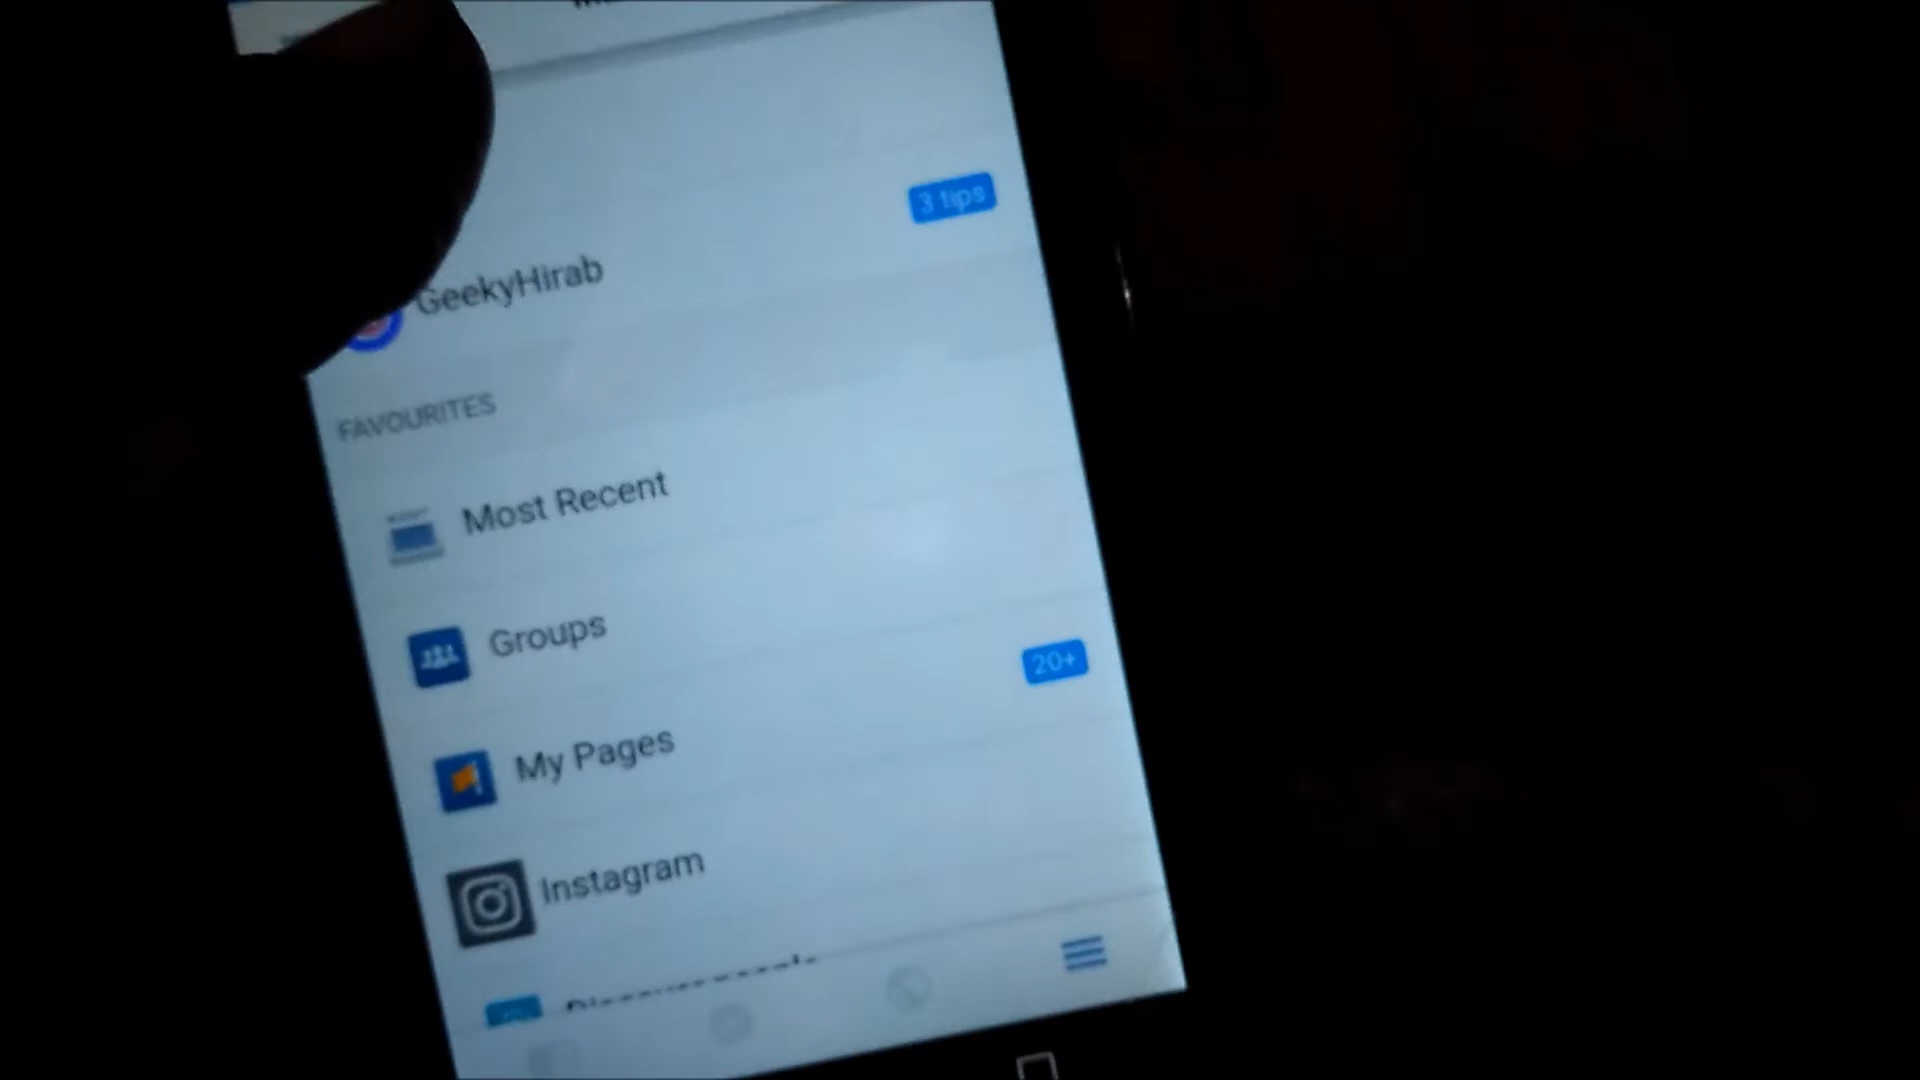 3 tips
GeekyHirab
FAVOURITES
Most Recent
Groups
20+
My Pages
Instagram